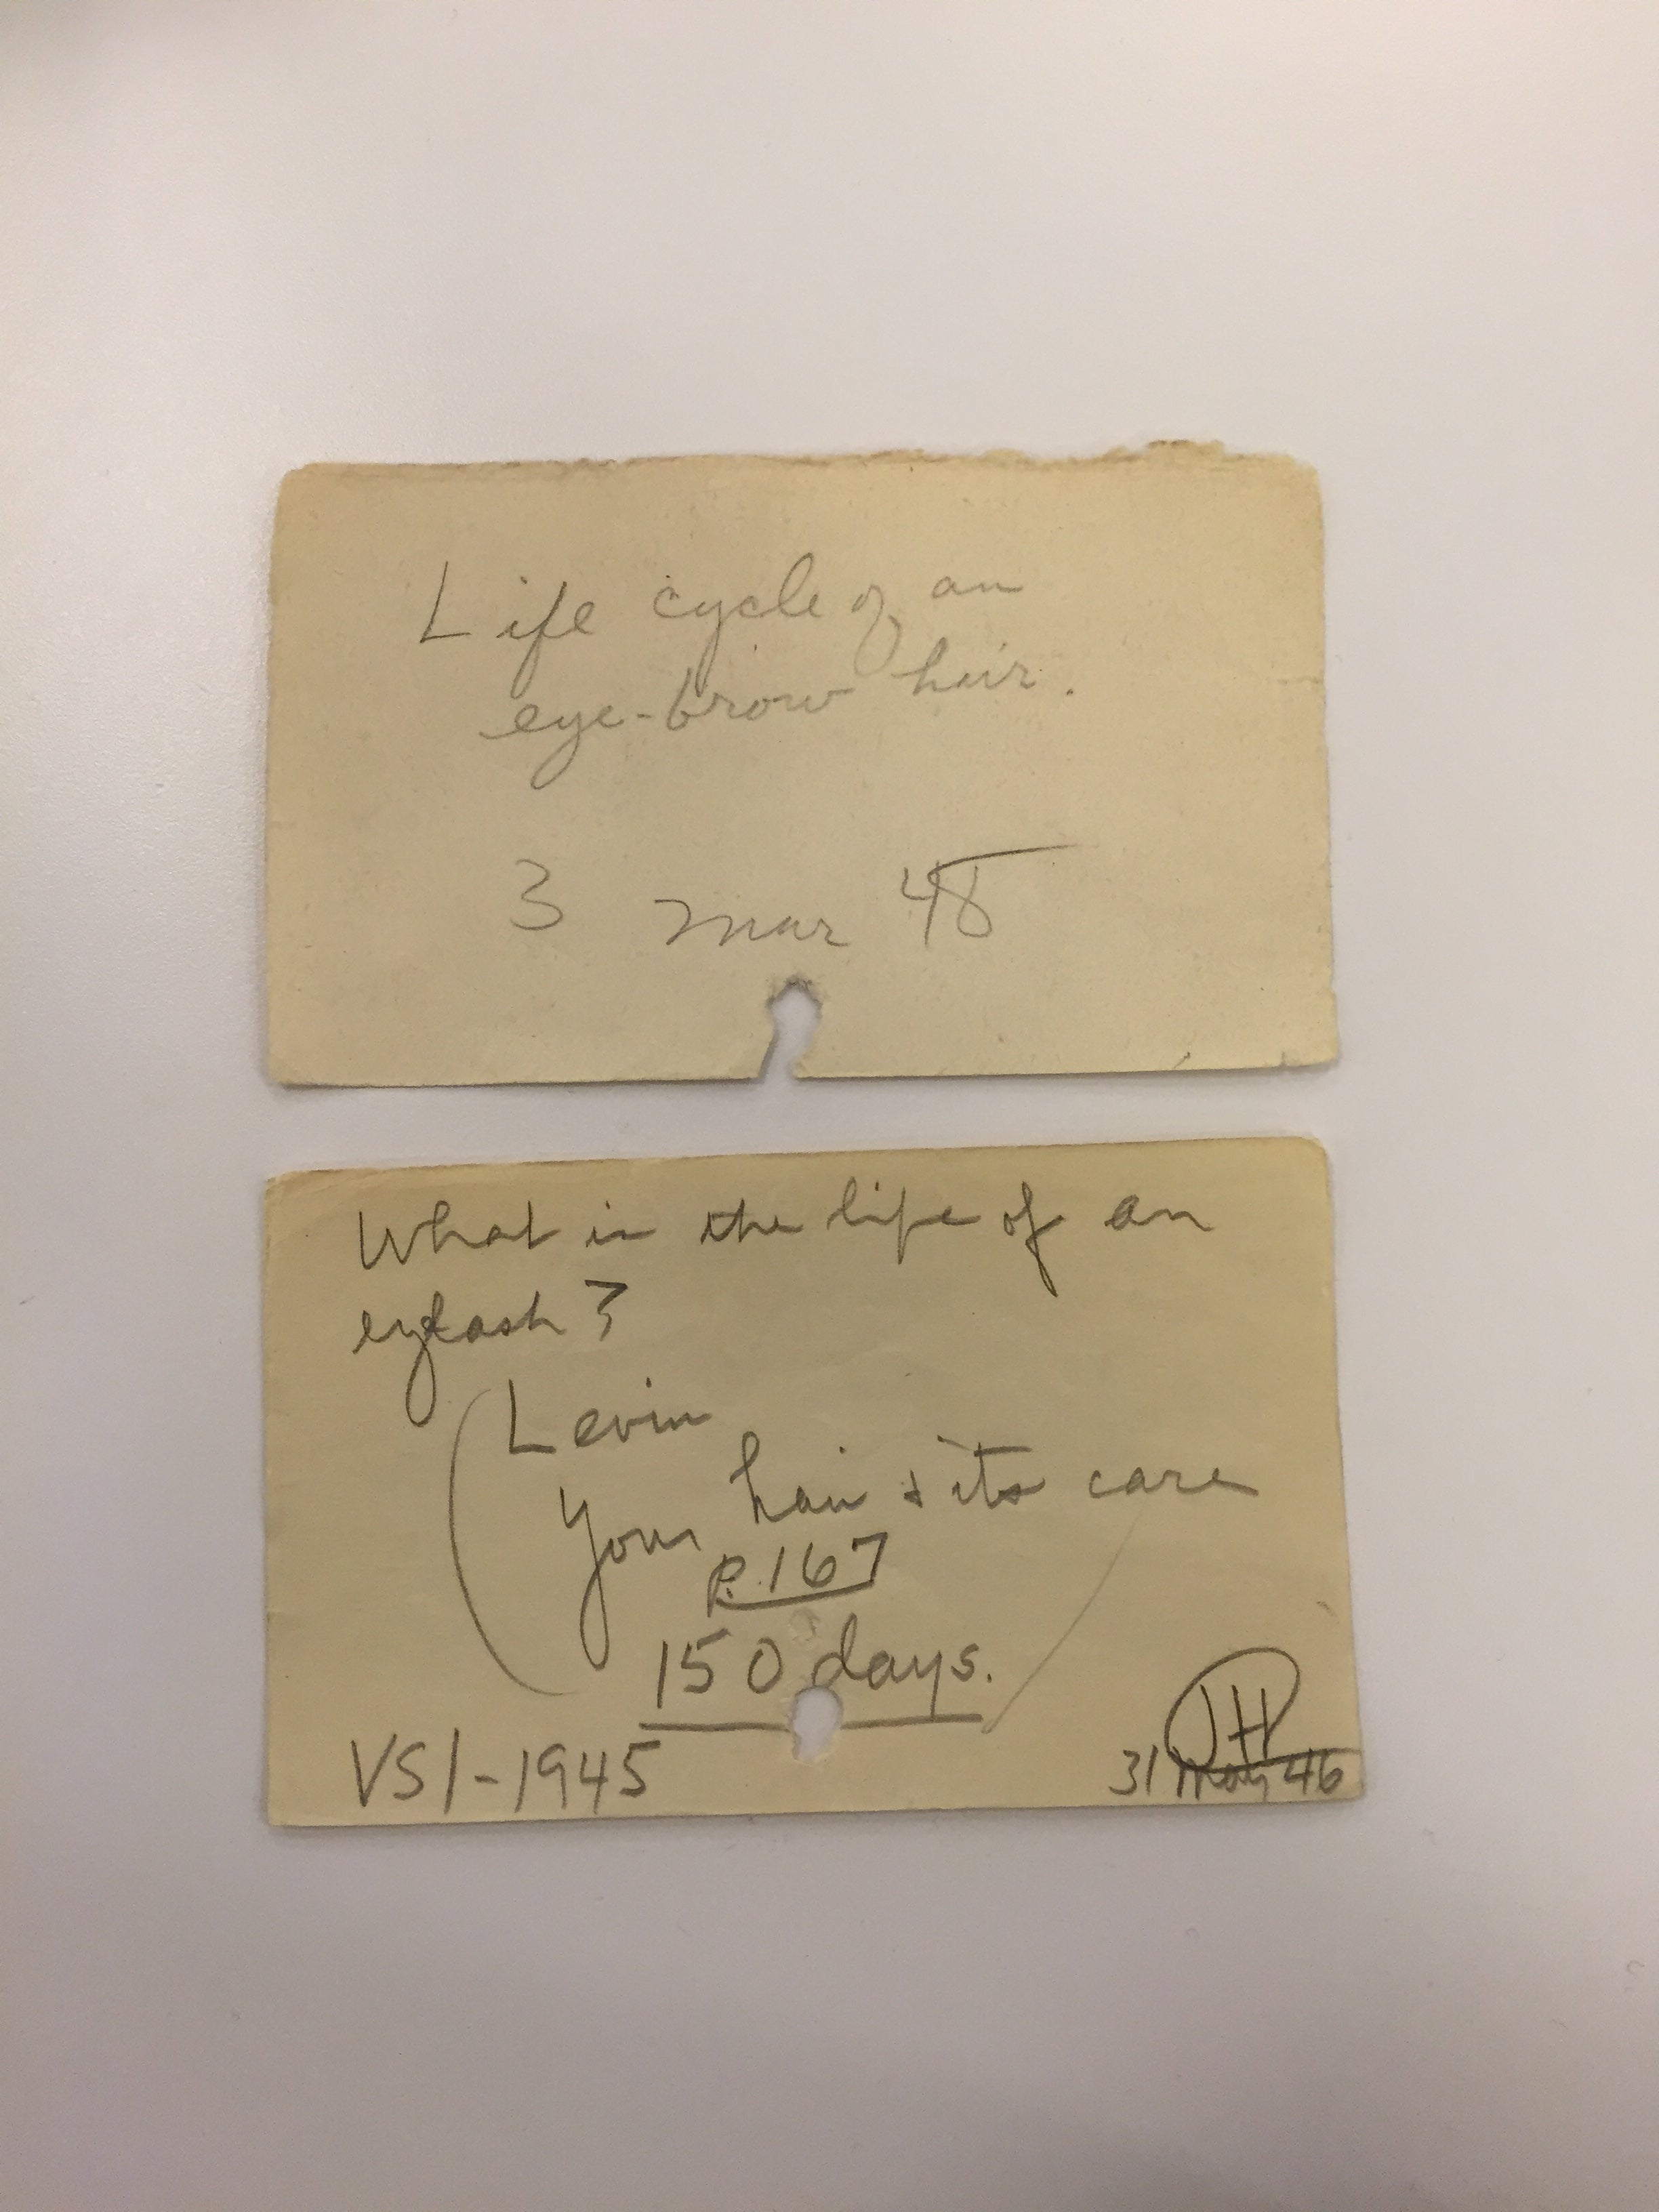 Life cycle of an
eye-brow hair.
3 Mar 48
What is the life of an
eyelash?
Levin
Your hair & its care
P. 167
150 days.
VS1-1945
JH
31 May 46